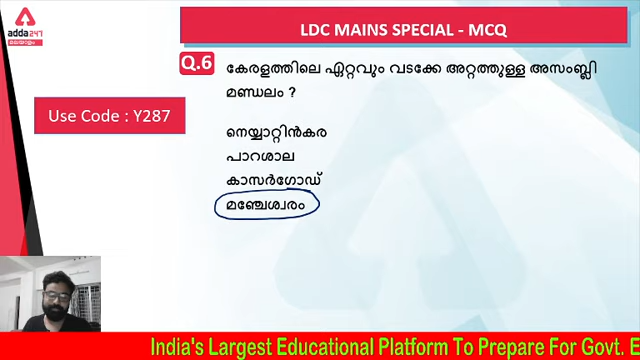 adda247
മലയാളം
LDC MAINS SPECIAL - MCQ
Q.6
കേരളത്തിലെ ഏറ്റവും വടക്കേ അറ്റത്തുള്ള അസംബ്ലി
മണ്ഡലം ?
Use Code : Y287
നെയ്യാറ്റിൻകര
പാറശാല
കാസർഗോഡ്
മഞ്ചേശ്വരം
India's Largest Educational Platform To Prepare For Govt. E